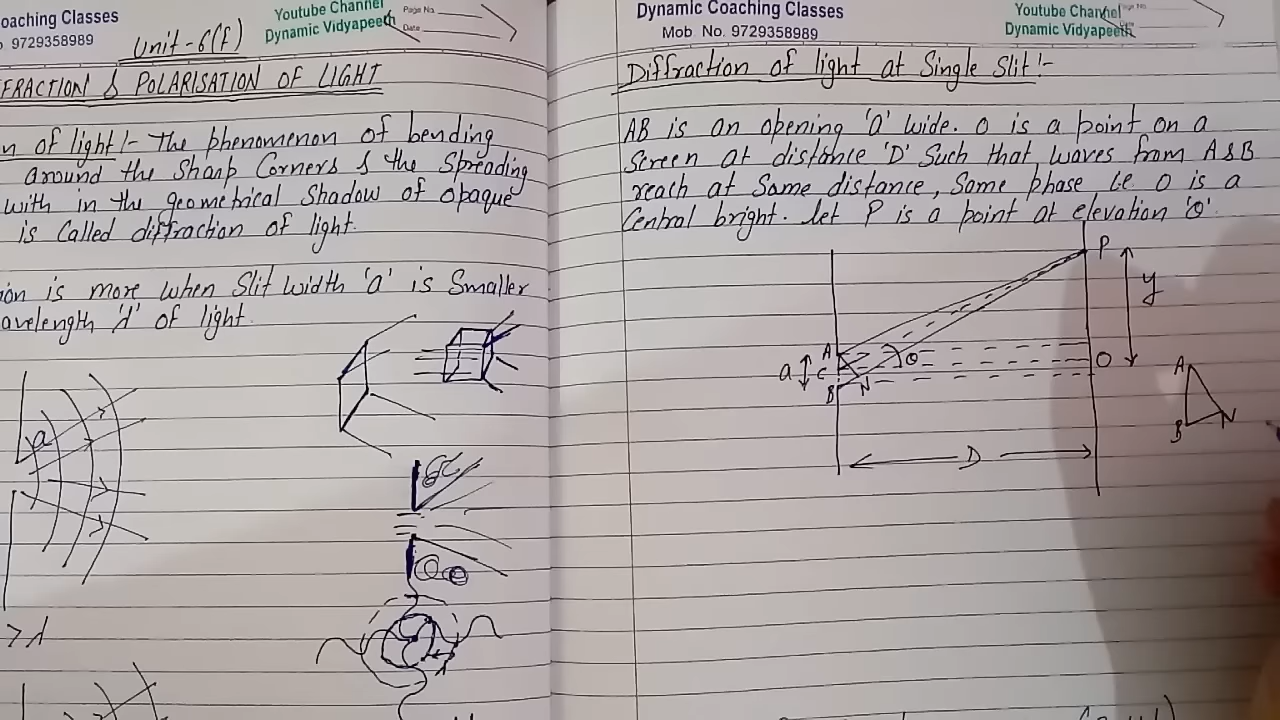 oaching Classes
9729358989
Youtube Channel
Dynamic Vidyapeeth
Page No.
Date
Unit-6(f)
FRACTION & POLARISATION OF LIGHT
n of light :- The phenomenon of bending
around the Sharp Corners & the Spreading
with in the geometrical Shadow of opaque
is Called diffraction of light.
ion is more when Slit width 'a' is Smaller
avelength 'λ' of light.
a
>λ
Dynamic Coaching Classes
Mob. No. 9729358989
Youtube Channel
Dynamic Vidyapeeth
Diffraction of light at Single Slit :-
AB is an opening 'a' wide. O is a point on a
Screen at distance 'D' Such that waves from A & B
reach at Same distance, Same phase i.e O is a
Central bright. let P is a point at elevation 'θ'.
P
y
A
a
C
θ
O
B
N
D
A
B
N